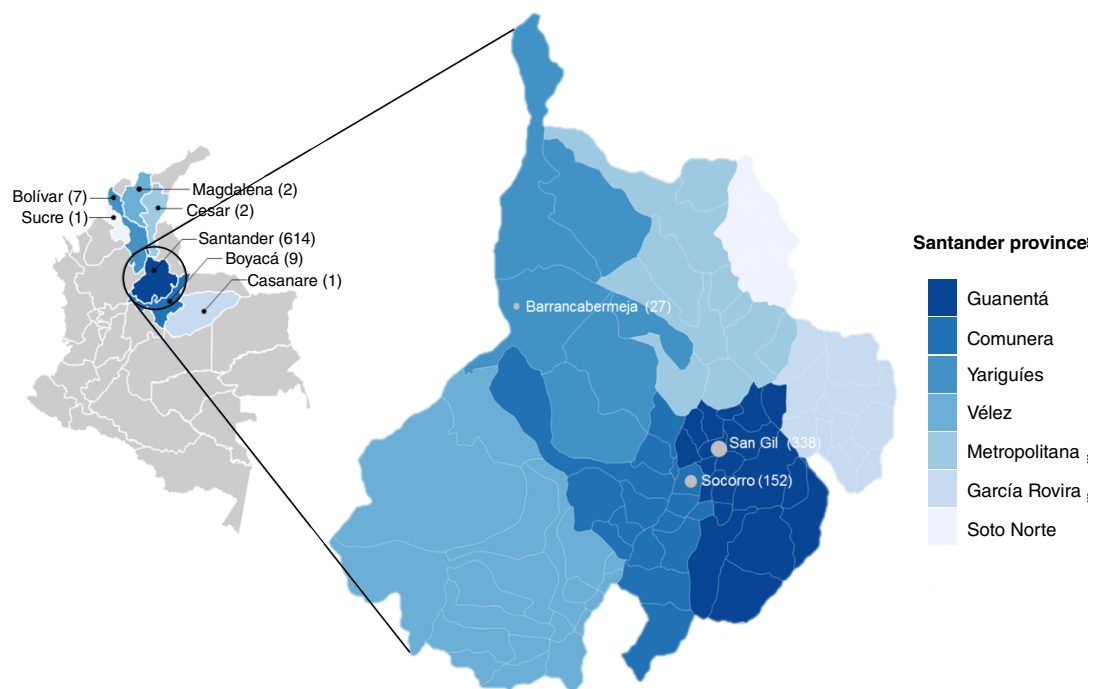 Bolívar (7)
Magdalena (2)
Sucre (1)
Cesar (2)
Santander (614)
Boyacá (9)
Casanare (1)
Barrancabermeja (27)
San Gil (338)
Socorro (152)
Santander province
Guanentá
Comunera
Yariguíes
Vélez
Metropolitana
García Rovira
Soto Norte